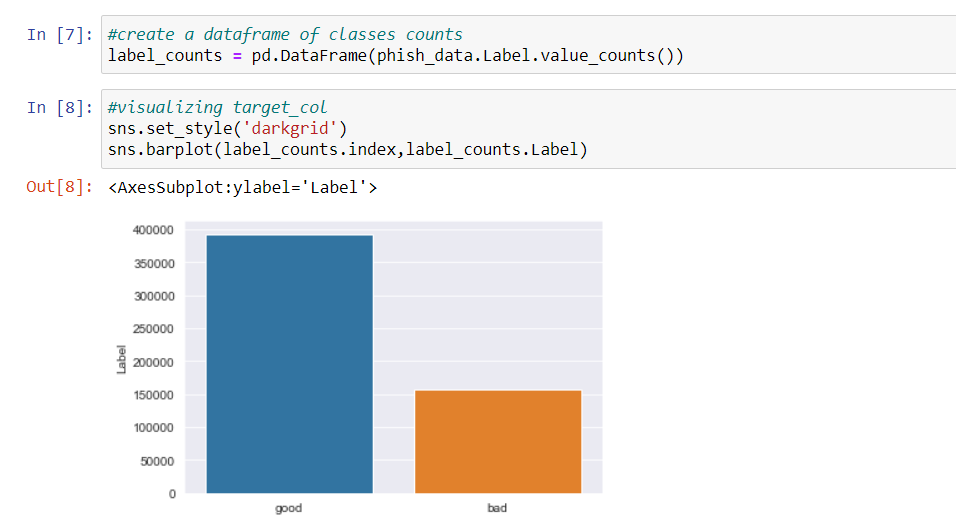 In [7]: #create a dataframe of classes counts
label_counts = pd.DataFrame(phish_data.Label.value_counts())
In [8]: #visualizing target_col
sns.set_style('darkgrid')
sns.barplot(label_counts.index,label_counts.Label)
Out[8]: <AxesSubplot:ylabel='Label'>
400000
350000
300000
250000
200000
150000
100000
50000
0
Label
good bad